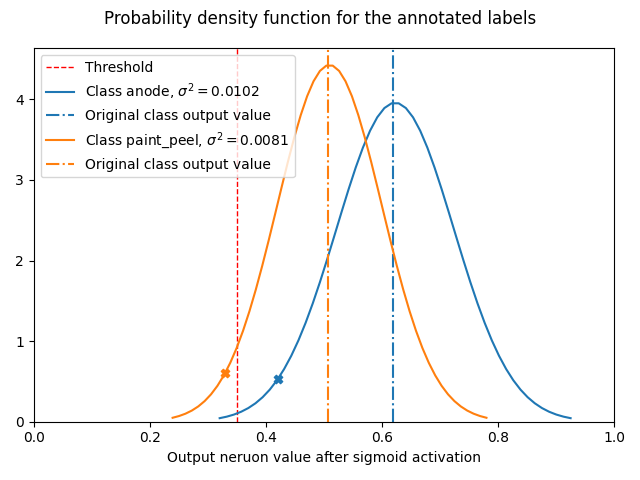 Probability density function for the annotated labels
Threshold
Class anode, σ² = 0.0102
Original class output value
Class paint_peel, σ² = 0.0081
Original class output value
4
3
2
1
0
0.0 0.2 0.4 0.6 0.8 1.0
Output neruon value after sigmoid activation